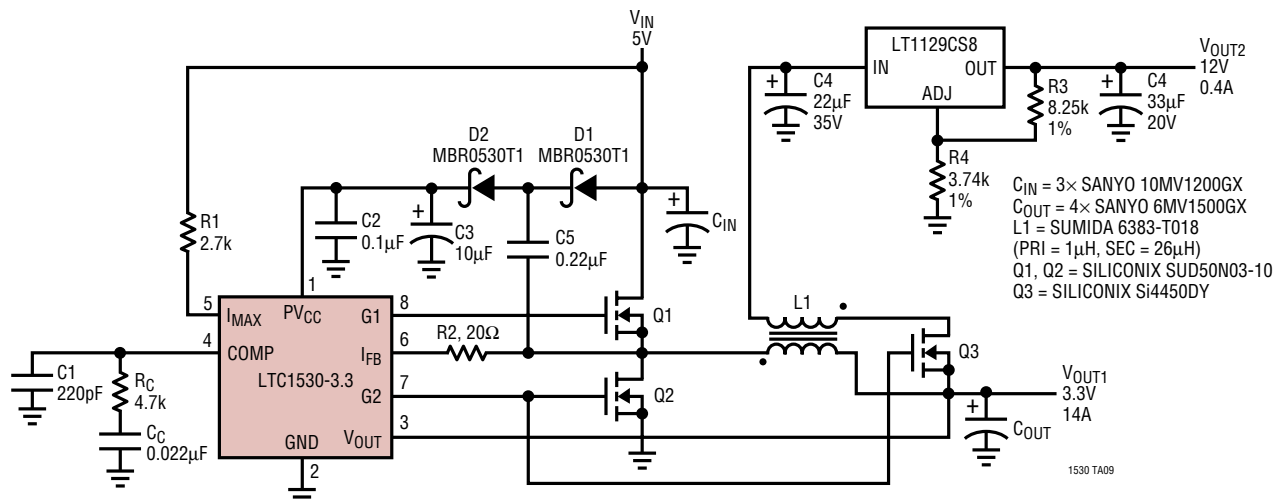 VIN
5V
LT1129CS8
IN
OUT
ADJ
VOUT2
12V
0.4A
C4
22µF
35V
R3
8.25k
1%
C4
33µF
20V
R4
3.74k
1%
D2
MBR0530T1
D1
MBR0530T1
R1
2.7k
C2
0.1µF
C3
10µF
C5
0.22µF
CIN
CIN = 3× SANYO 10MV1200GX
COUT = 4× SANYO 6MV1500GX
L1 = SUMIDA 6383-T018
(PRI = 1µH, SEC = 26µH)
Q1, Q2 = SILICONIX SUD50N03-10
Q3 = SILICONIX Si4450DY
1
5
IMAX
PVCC
G1
8
Q1
4
COMP
IFB
6
R2, 20Ω
L1
Q3
LTC1530-3.3
G2
7
Q2
GND
VOUT
3
2
C1
220pF
RC
4.7k
CC
0.022µF
VOUT1
3.3V
14A
COUT
1530 TA09